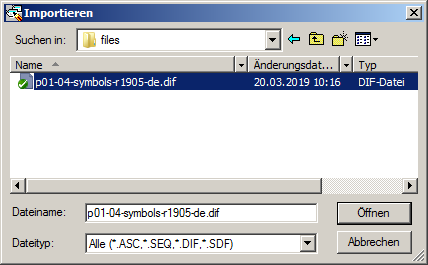 Importieren
Suchen in: files
Name Änderungsdat... Typ
p01-04-symbols-r1905-de.dif 20.03.2019 10:16 DIF-Datei
Dateiname: p01-04-symbols-r1905-de.dif Öffnen
Dateityp: Alle (*.ASC,*.SEQ,*.DIF,*.SDF) Abbrechen